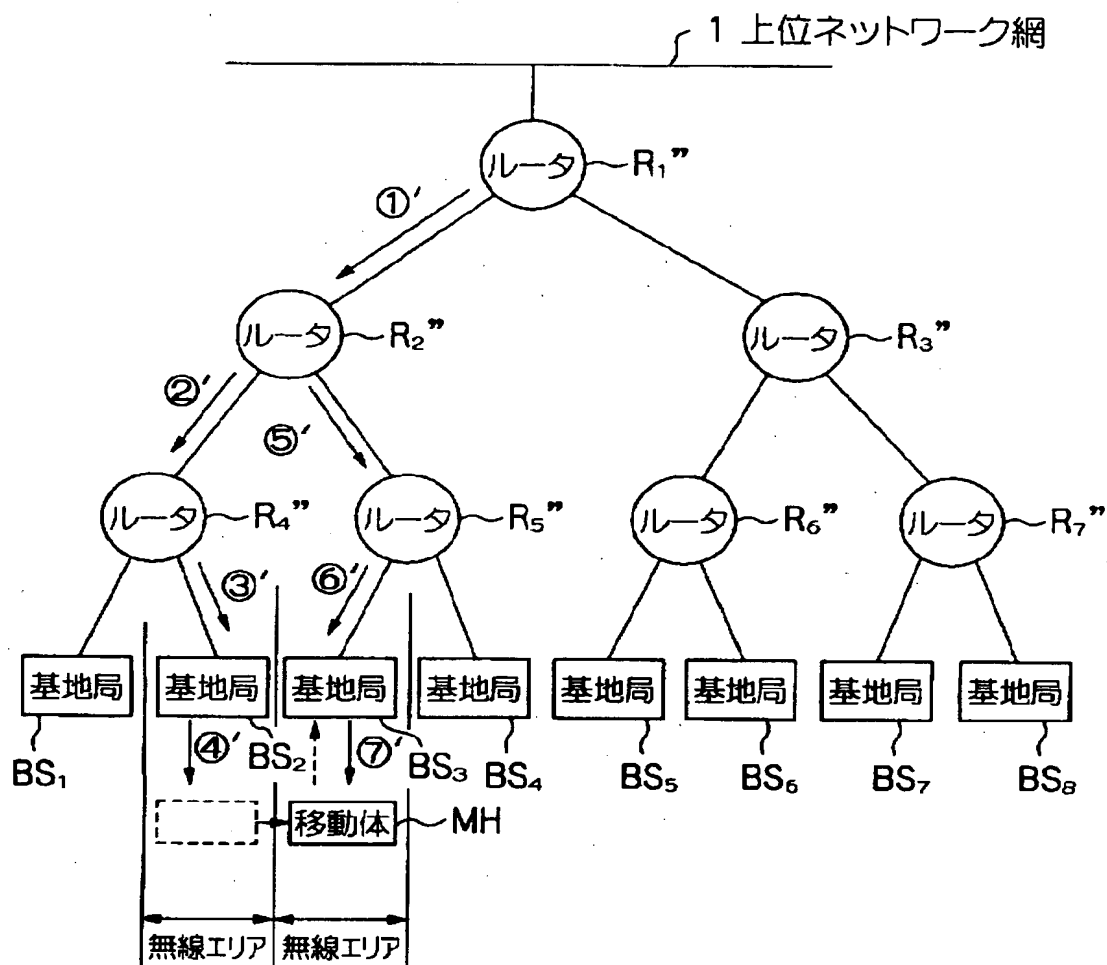 1 上位ネットワーク網
ルータ R₁”
①′
ルータ R₂” ルータ R₃”
②′ ⑤′
ルータ R₄” ルータ R₅” ルータ R₆” ルータ R₇”
③′ ⑥′
基地局 基地局 基地局 基地局 基地局 基地局 基地局 基地局
④′ ⑦′
BS₁ BS₂ BS₃ BS₄ BS₅ BS₆ BS₇ BS₈
移動体 MH
無線エリア 無線エリア